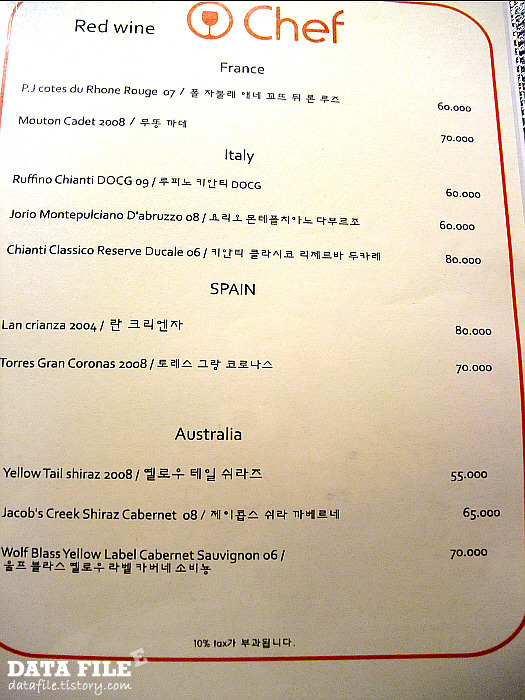 Red wine
Chef
France
P.J cotes du Rhone Rouge 07 / 폴 자불레 애네 꼬뜨 뒤 론 루즈 60.000
Mouton Cadet 2008 / 무똥 까데 70.000
Italy
Ruffino Chianti DOCG 09 / 루피노 키안티 DOCG 60.000
Jorio Montepulciano D'abruzzo 08 / 요리오 몬테플치아노 다부르조 60.000
Chianti Classico Reserve Ducale 06 / 키안티 클라시코 리제르바 두카레 80.000
SPAIN
Lan crianza 2004 / 란 크리엔자 80.000
Torres Gran Coronas 2008 / 토레스 그랑 코로나스 70.000
Australia
Yellow Tail shiraz 2008 / 옐로우 테일 쉬라즈 55.000
Jacob's Creek Shiraz Cabernet 08 / 제이콥스 쉬라 까베르네 65.000
Wolf Blass Yellow Label Cabernet Sauvignon 06 / 70.000
울프 블라스 옐로우 라벨 카버네 소비뇽
10% tax가 부과됩니다.
DATA FILE E
datafile.tistory.com